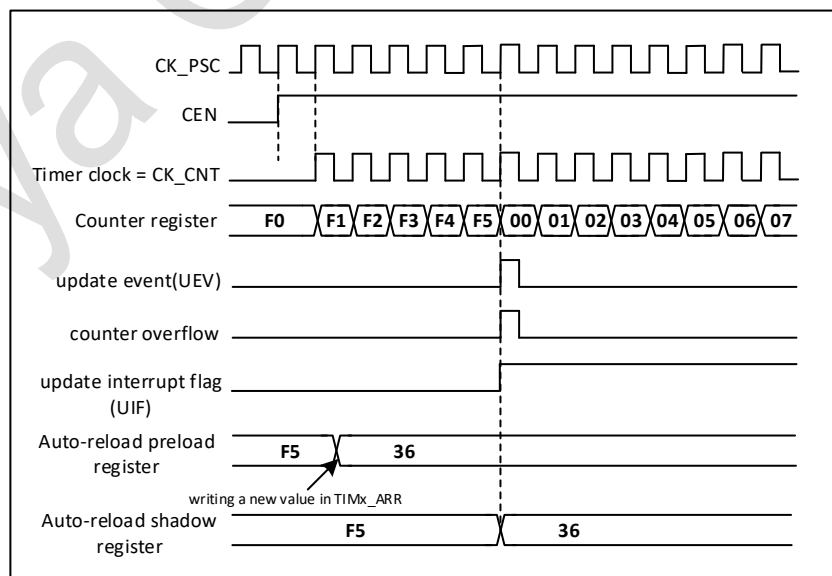 CK_PSC
CEN
Timer clock = CK_CNT
Counter register F0 F1 F2 F3 F4 F5 00 01 02 03 04 05 06 07
update event(UEV)
counter overflow
update interrupt flag
(UIF)
Auto-reload preload
register
F5 36
writing a new value in TIMx_ARR
Auto-reload shadow
register
F5 36